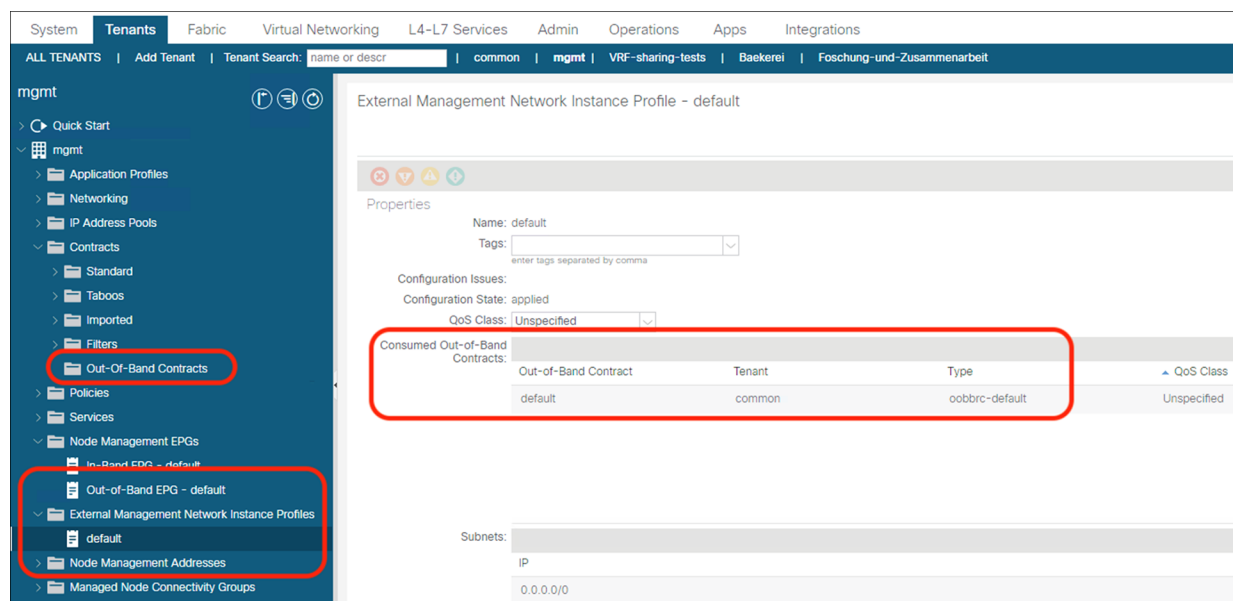 System Tenants Fabric Virtual Networking L4-L7 Services Admin Operations Apps Integrations
ALL TENANTS | Add Tenant | Tenant Search: name or descr | common | mgmt | VRF-sharing-tests | Baekerei | Foschung-und-Zusammenarbeit
mgmt
Quick Start
mgmt
Application Profiles
Networking
IP Address Pools
Contracts
Standard
Taboos
Imported
Filters
Out-Of-Band Contracts
Policies
Services
Node Management EPGs
In-Band EPG - default
Out-of-Band EPG - default
External Management Network Instance Profiles
default
Node Management Addresses
Managed Node Connectivity Groups
External Management Network Instance Profile - default
Properties
Name: default
Tags:
enter tags separated by comma
Configuration Issues:
Configuration State: applied
QoS Class: Unspecified
Consumed Out-of-Band
Contracts:
Out-of-Band Contract Tenant Type QoS Class
default common oobbrc-default Unspecified
Subnets:
IP
0.0.0.0/0